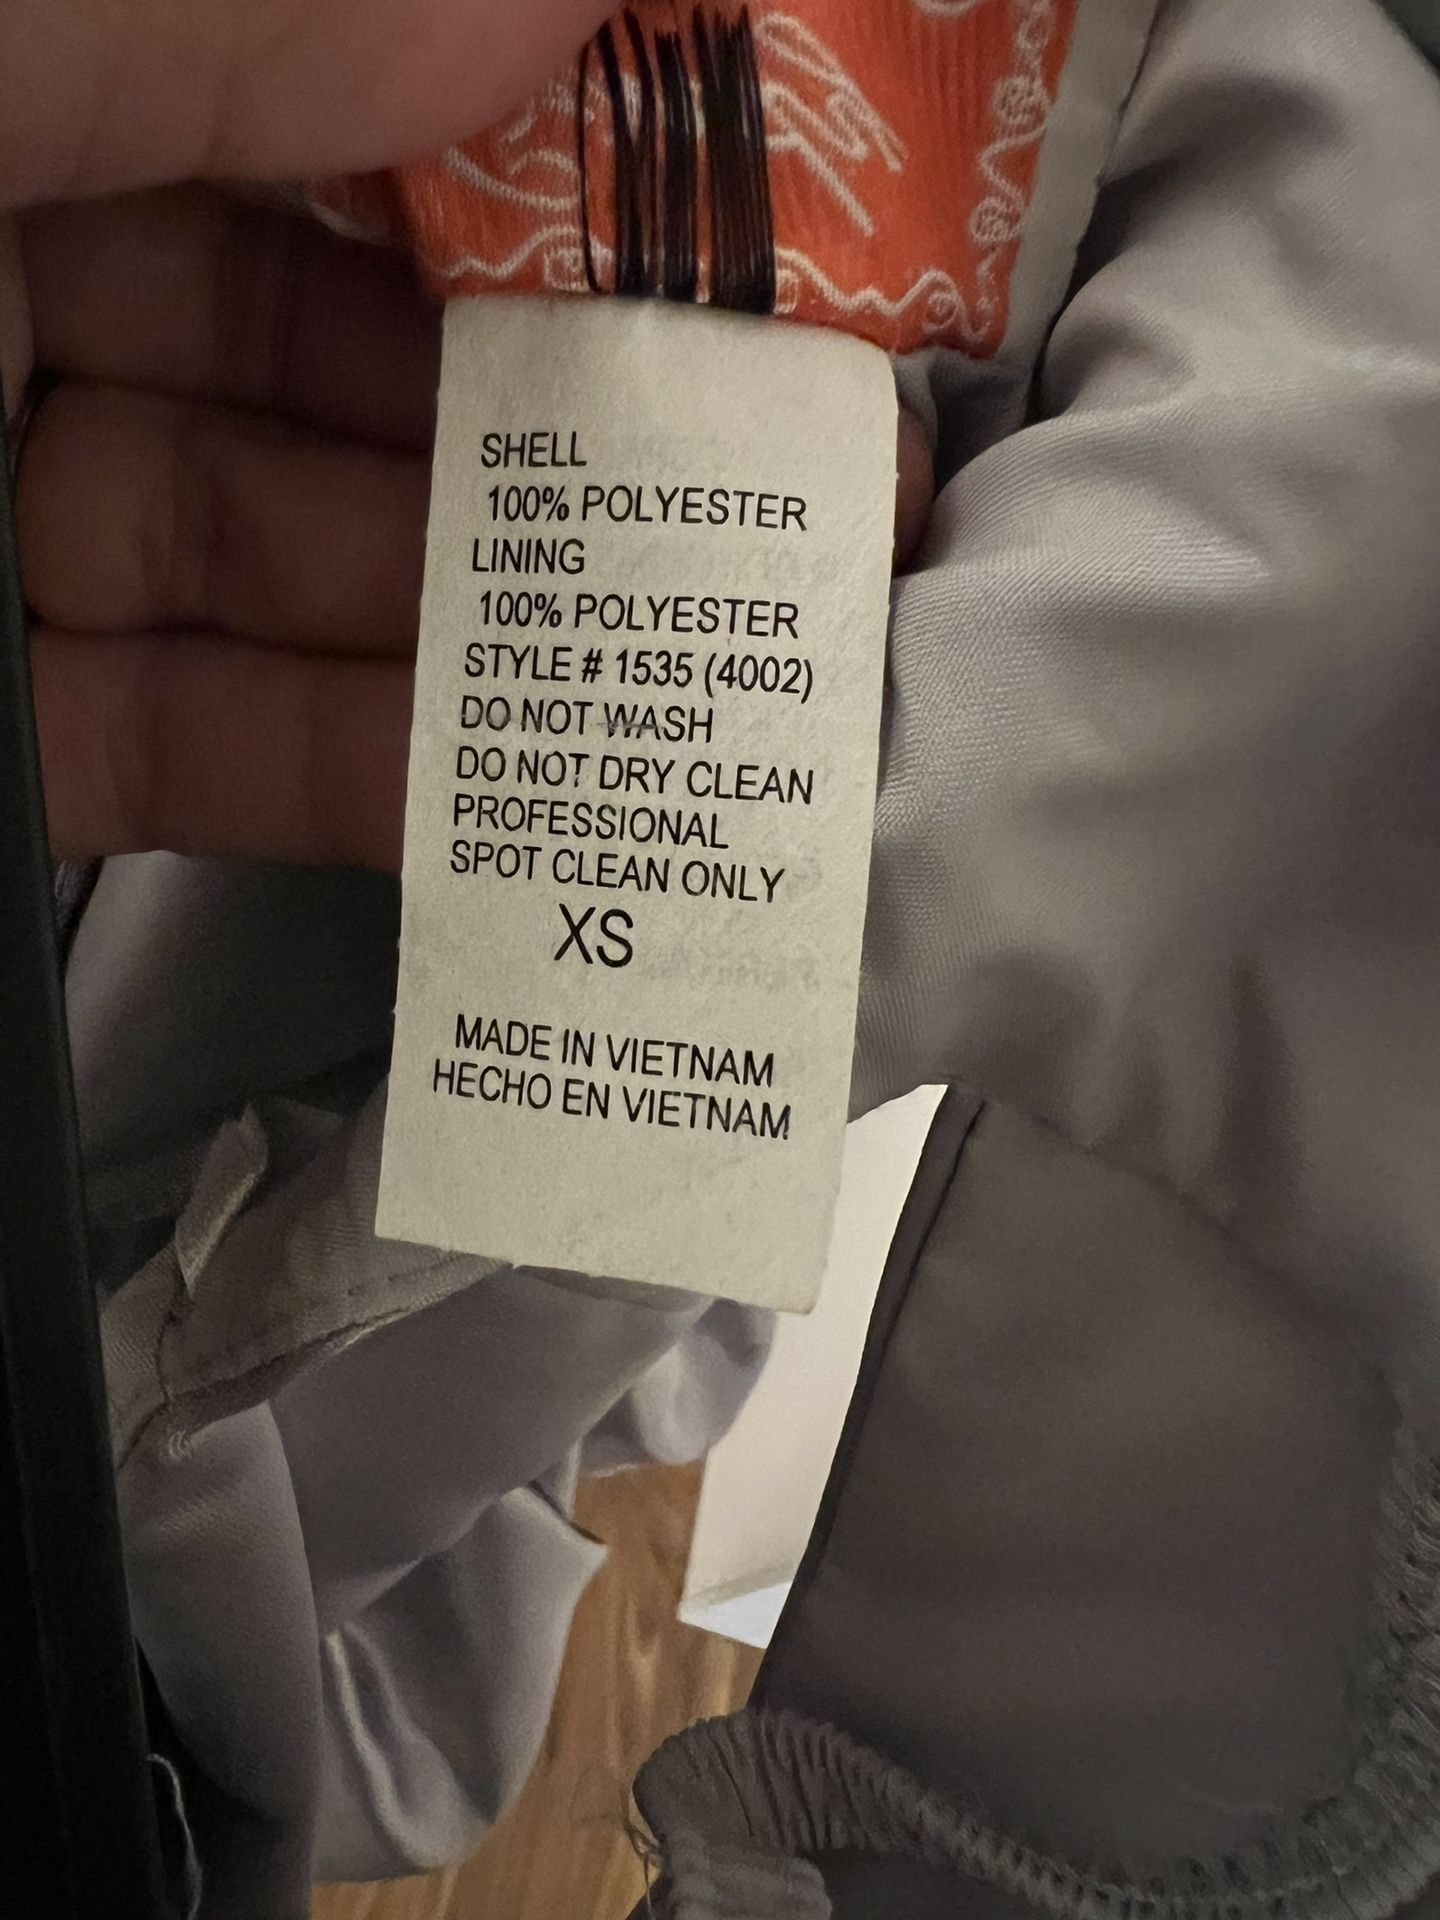 SHELL
100% POLYESTER
LINING
100% POLYESTER
STYLE # 1535 (4002)
DO NOT WASH
DO NOT DRY CLEAN
PROFESSIONAL
SPOT CLEAN ONLY
XS
MADE IN VIETNAM
HECHO EN VIETNAM